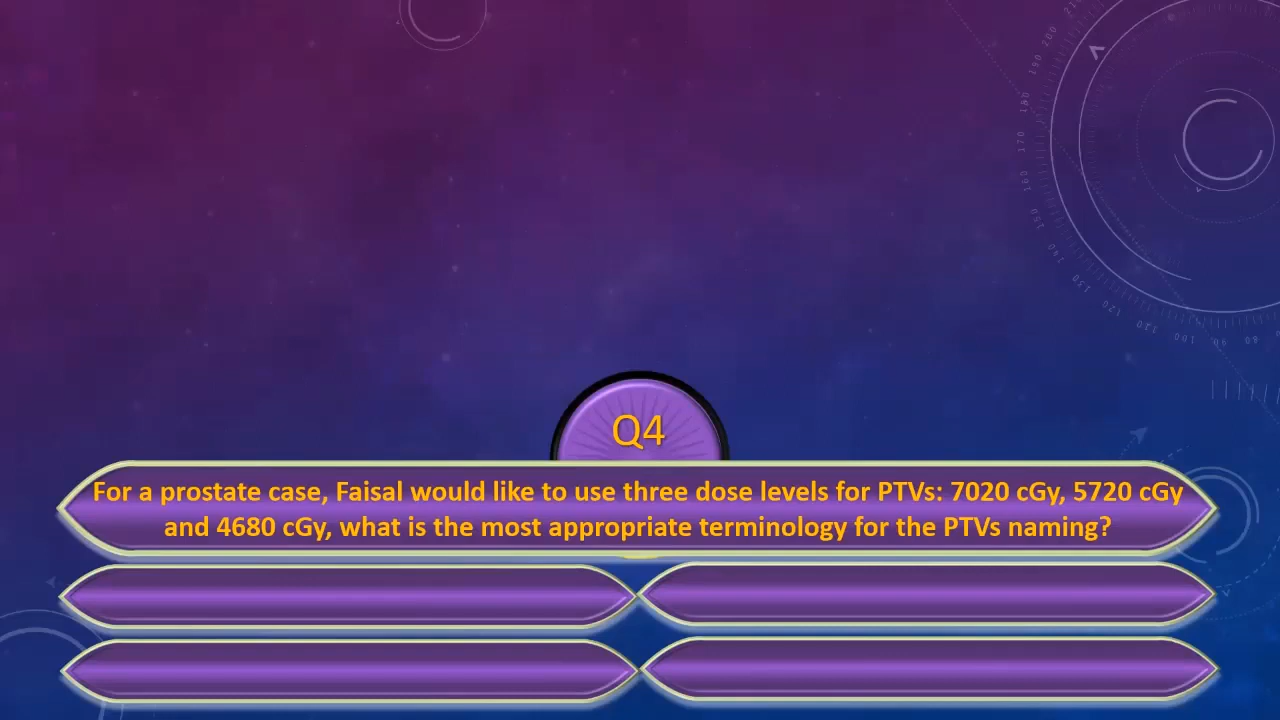 Q4
For a prostate case, Faisal would like to use three dose levels for PTVs: 7020 cGy, 5720 cGy
and 4680 cGy, what is the most appropriate terminology for the PTVs naming?